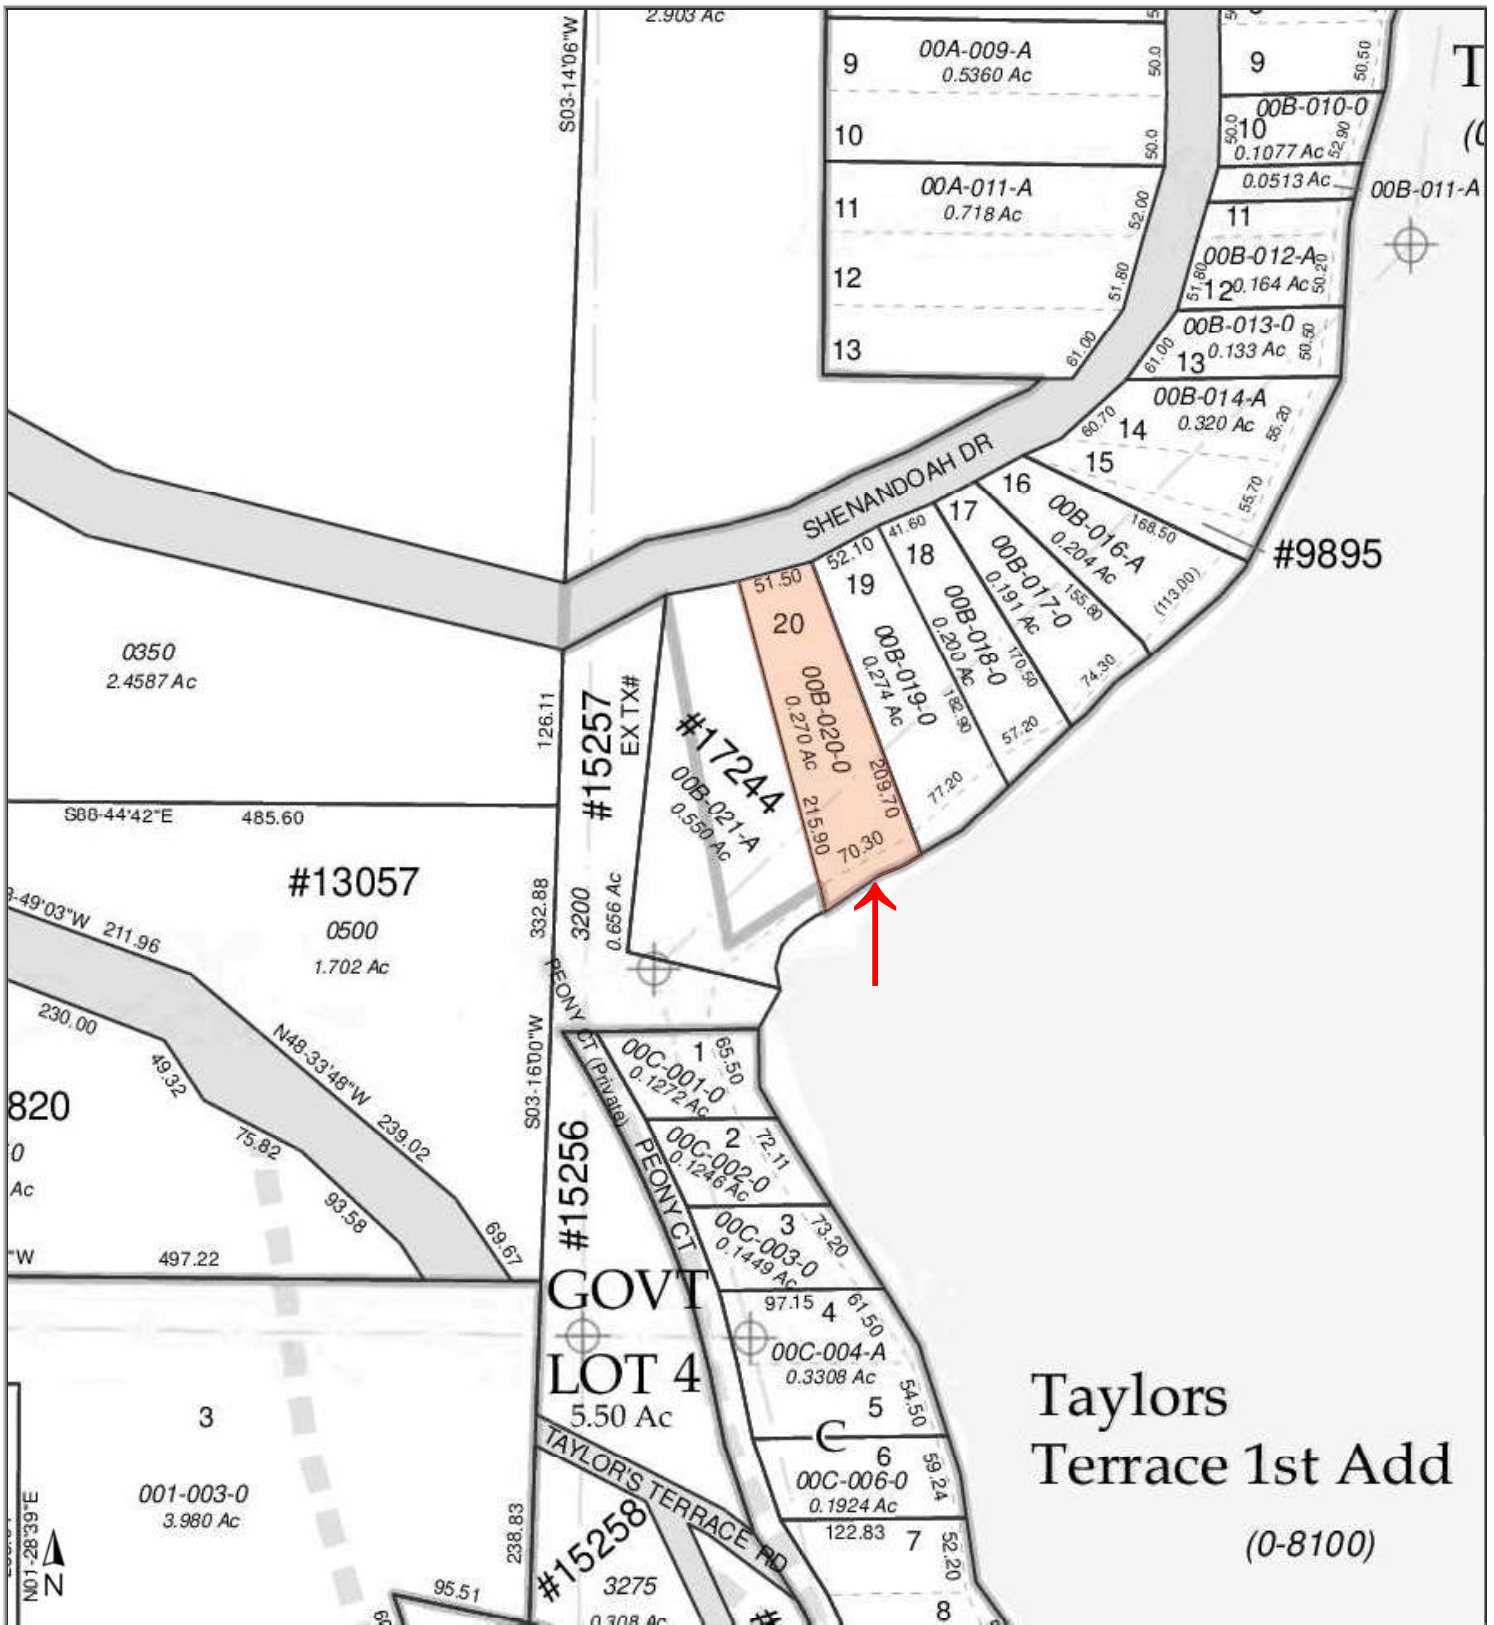 2.903 Ac
S03-14'06"W
9
00A-009-A
0.5360 Ac
50.0
10
50.0
11
00A-011-A
0.718 Ac
52.00
12
51.80
13
61.00
9
50.50
00B-010-0
50.0
10
0.1077 Ac
52.90
0.0513 Ac
00B-011-A
11
00B-012-A
51.80
12
0.164 Ac
50.20
00B-013-0
61.00
13
0.133 Ac
50.50
00B-014-A
0.320 Ac
60.70
14
55.20
15
55.70
T
SHENANDOAH DR
16
00B-016-A
0.204 Ac
168.50
#9895
(113.00)
17
00B-017-0
0.191 Ac
155.80
74.30
41.60
18
00B-018-0
0.200 Ac
170.50
57.20
52.10
19
00B-019-0
0.274 Ac
182.90
77.20
51.50
20
00B-020-0
0.270 Ac
209.70
215.90
70.30
#17244
00B-021-A
0.550 Ac
#15257
EX TX#
3200
0.656 Ac
0350
2.4587 Ac
126.11
S88-44'42"E
485.60
#13057
0500
1.702 Ac
332.88
-49'03"W
211.96
230.00
49.32
N48-33'48"W
239.02
75.82
93.58
69.67
S03-16'00"W
820
Ac
"W
497.22
PEONY CT (Private)
PEONY CT
#15256
1
65.50
00C-001-0
0.1272 Ac
2
72.11
00C-002-0
0.1246 Ac
3
73.20
00C-003-0
0.1449 Ac
97.15
4
61.50
00C-004-A
0.3308 Ac
5
54.50
C
6
59.24
00C-006-0
0.1924 Ac
122.83
7
52.20
8
GOVT
LOT 4
5.50 Ac
TAYLOR'S TERRACE RD
#15258
3275
0.308 Ac
238.83
3
001-003-0
3.980 Ac
N01-28'39"E
N
95.51
Taylors
Terrace 1st Add
(0-8100)